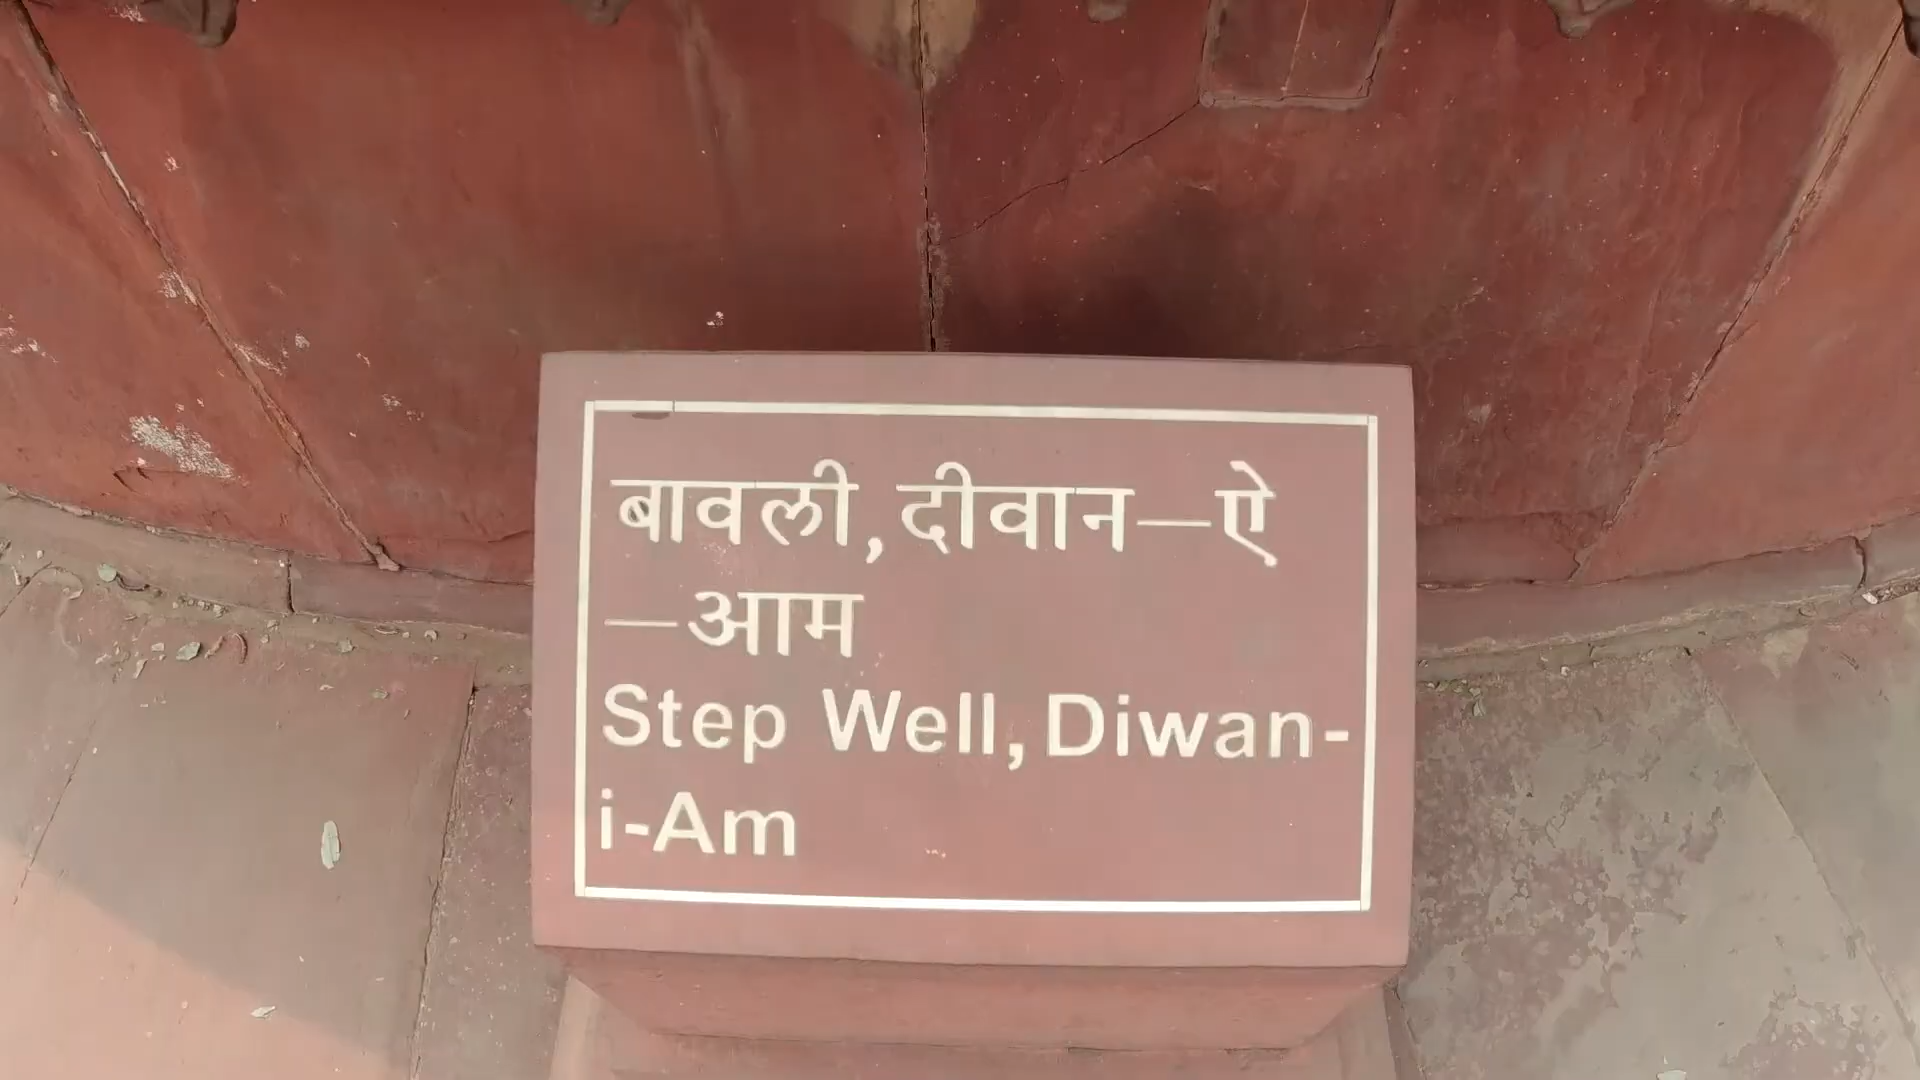 बावली, दीवान—ऐ
—आम
Step Well, Diwan-
i-Am